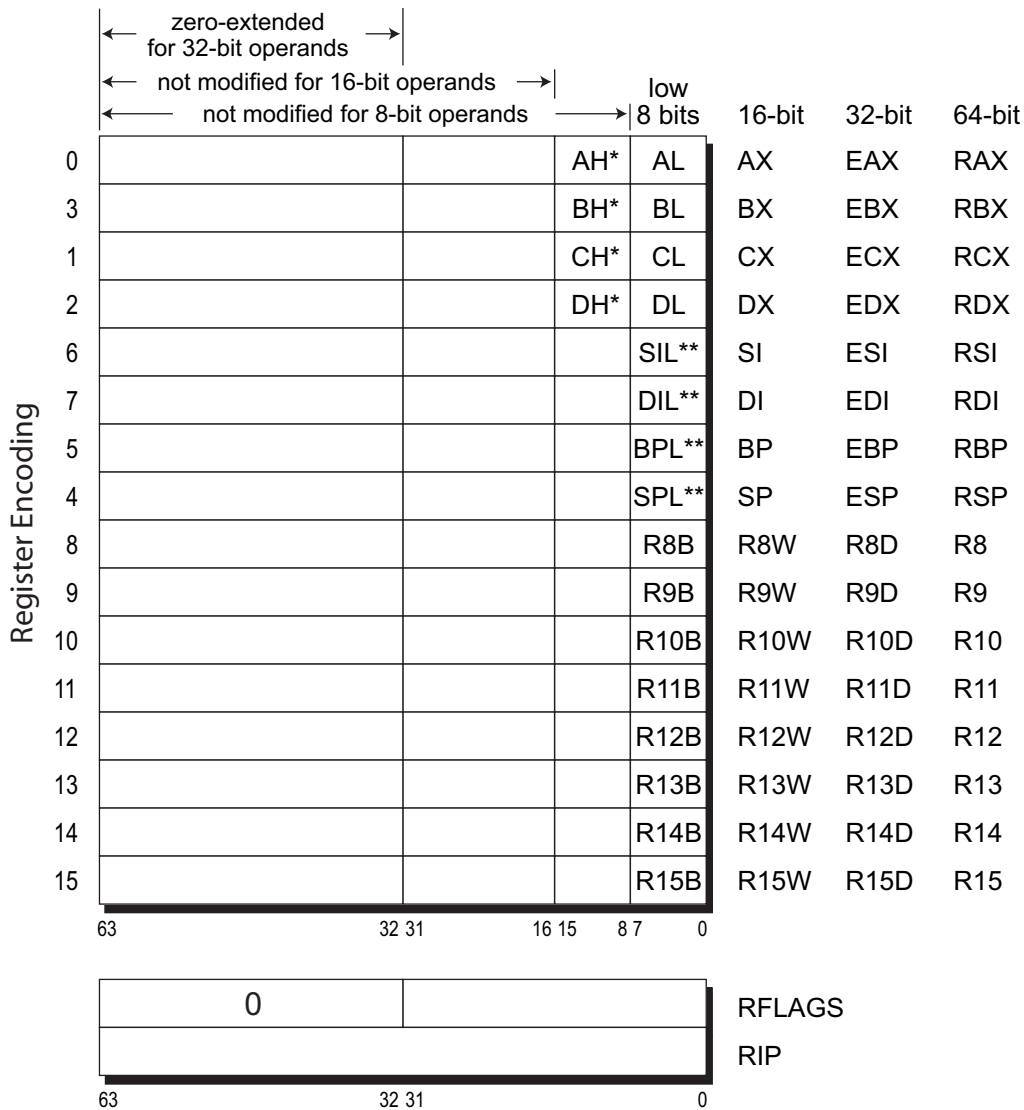 zero-extended
for 32-bit operands
not modified for 16-bit operands
low
not modified for 8-bit operands 8 bits 16-bit 32-bit 64-bit
Register Encoding
0 AH* AL AX EAX RAX
3 BH* BL BX EBX RBX
1 CH* CL CX ECX RCX
2 DH* DL DX EDX RDX
6 SIL** SI ESI RSI
7 DIL** DI EDI RDI
5 BPL** BP EBP RBP
4 SPL** SP ESP RSP
8 R8B R8W R8D R8
9 R9B R9W R9D R9
10 R10B R10W R10D R10
11 R11B R11W R11D R11
12 R12B R12W R12D R12
13 R13B R13W R13D R13
14 R14B R14W R14D R14
15 R15B R15W R15D R15
63 32 31 16 15 8 7 0
0 RFLAGS
RIP
63 32 31 0